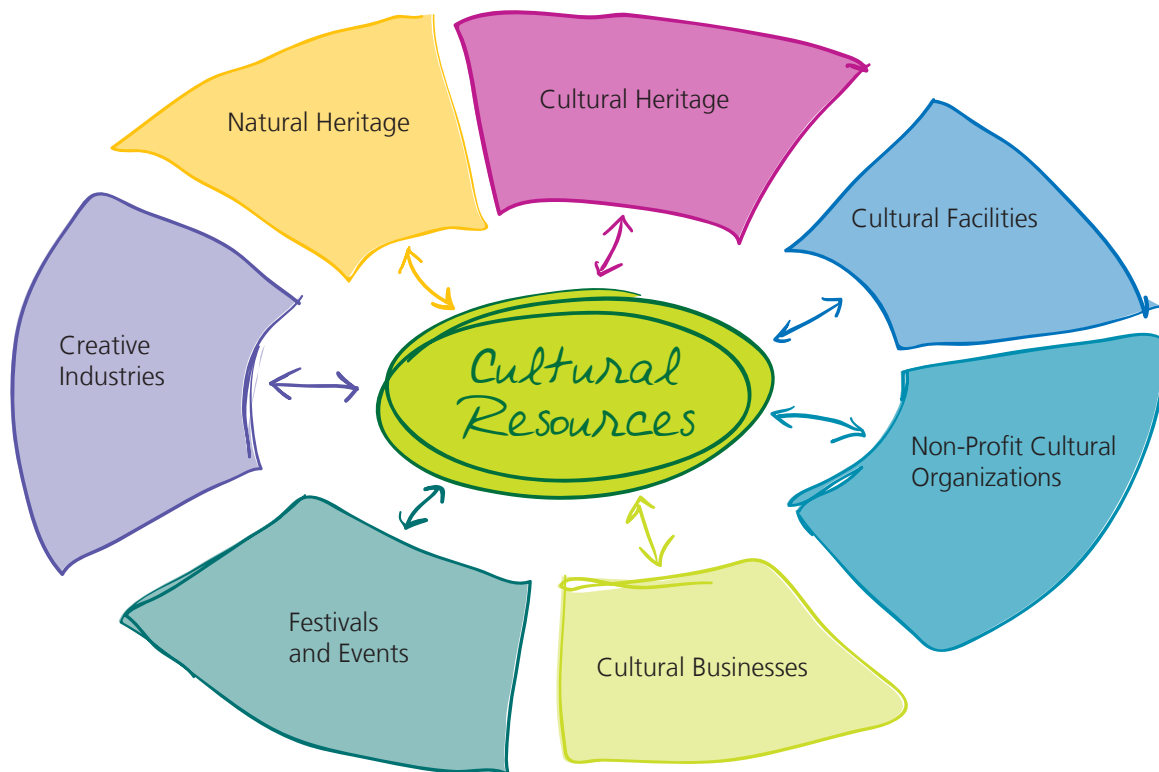 Cultural Heritage
Natural Heritage
Cultural Facilities
Creative
Industries
Cultural
Resources
Non-Profit Cultural
Organizations
Festivals
and Events
Cultural Businesses